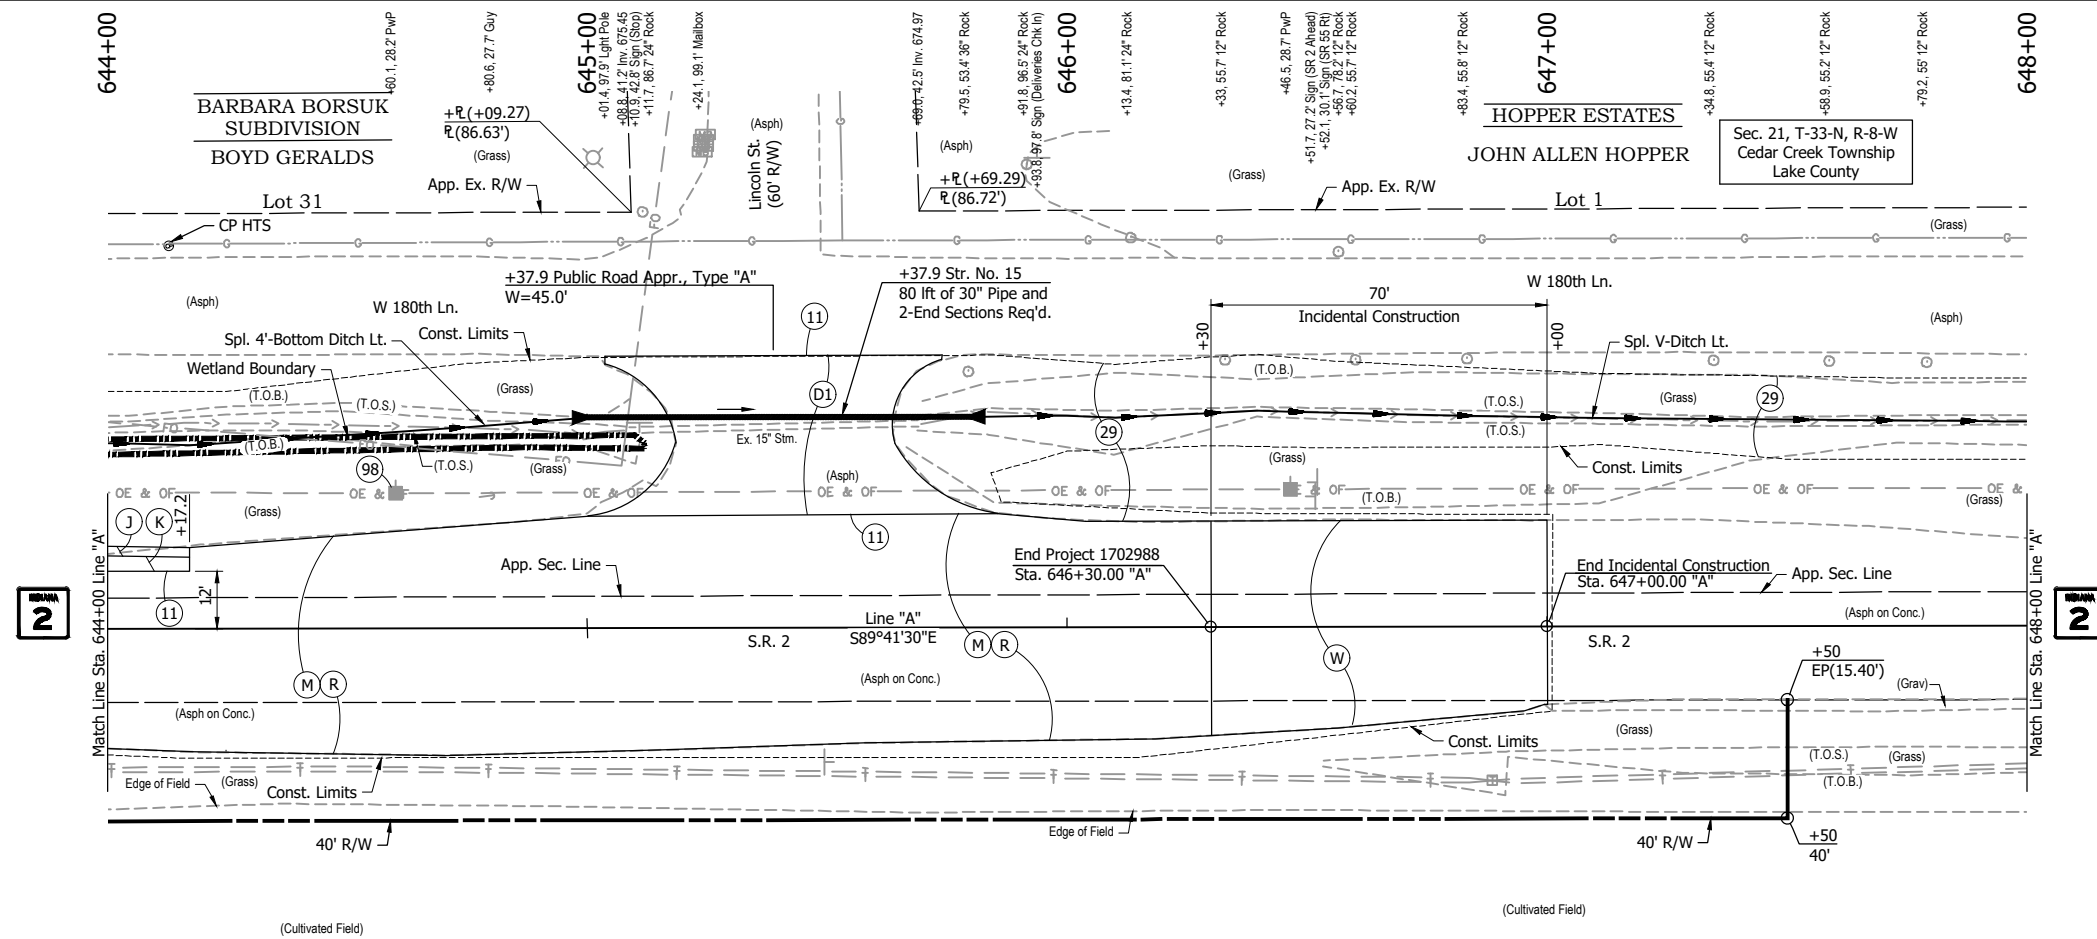 644+00
645+00
646+00
647+00
648+00
+60.1, 28.2' PwP
+80.6, 27.7' Guy
+01.4, 97.9' Lght Pole
+08.8, 41.2' Inv. 675.45
+10.9, 42.8' Sign (Stop)
+11.7, 86.7' 24" Rock
+24.1, 99.1' Mailbox
+69.0, 42.5' Inv. 674.97
+79.5, 53.4' 36" Rock
+91.8, 96.5' 24" Rock
+93.8, 97.8' Sign (Deliveries Chk In)
+13.4, 81.1' 24" Rock
+33, 55.7' 12" Rock
+46.5, 28.7' PwP
+51.7, 27.2' Sign (SR 2 Ahead)
+52.1, 30.1' Sign (SR 55 Rt)
+56.7, 78.2' 12" Rock
+60.2, 55.7' 12" Rock
+83.4, 55.8' 12" Rock
+34.8, 55.4' 12" Rock
+58.9, 55.2' 12" Rock
+79.2, 55' 12" Rock
BARBARA BORSUK
SUBDIVISION
BOYD GERALDS
Lot 31
+℄(+09.27)
℄(86.63')
(Grass)
App. Ex. R/W
CP HTS
(Asph)
Lincoln St.
(60' R/W)
(Asph)
+℄(+69.29)
℄(86.72')
(Grass)
App. Ex. R/W
HOPPER ESTATES
JOHN ALLEN HOPPER
Lot 1
Sec. 21, T-33-N, R-8-W
Cedar Creek Township
Lake County
(Grass)
FO
G G G G G G G G G G G G G G G
+37.9 Public Road Appr., Type "A"
W=45.0'
+37.9 Str. No. 15
80 lft of 30" Pipe and
2-End Sections Req'd.
W 180th Ln.
70'
Incidental Construction
+30
+00
(Asph)
W 180th Ln.
(Asph)
Const. Limits
Spl. 4'-Bottom Ditch Lt.
Wetland Boundary
11
D1
Spl. V-Ditch Lt.
(Grass)
(T.O.B.)
(T.O.S.)
(T.O.B.)
(T.O.S.)
(Grass)
29
(T.O.B.)
(T.O.S.)
(T.O.S.)
(Grass)
29
Ex. 15" Stm.
FO
FO
FO
98
(Asph)
(Grass)
Const. Limits
OE & OF
OE & OF
OE & OF
OE & OF
OE & OF
OE & OF
OE & OF
OE & OF
OE &
(T.O.B.)
(Grass)
J
K
+17.2
(Grass)
11
12'
11
App. Sec. Line
End Project 1702988
Sta. 646+30.00 "A"
End Incidental Construction
Sta. 647+00.00 "A"
App. Sec. Line
(Asph on Conc.)
INDIANA
2
Match Line Sta. 644+00 Line "A"
Line "A"
S89°41'30"E
S.R. 2
S.R. 2
Match Line Sta. 648+00 Line "A"
INDIANA
2
M
R
M
R
W
(Asph on Conc.)
(Asph on Conc.)
+50
EP(15.40')
(Grav)
Const. Limits
(Grass)
(T.O.S.)
(Grass)
(T.O.B.)
Edge of Field
(Grass)
Const. Limits
T T T T T T T T T
40' R/W
Edge of Field
40' R/W
+50
40'
(Cultivated Field)
(Cultivated Field)